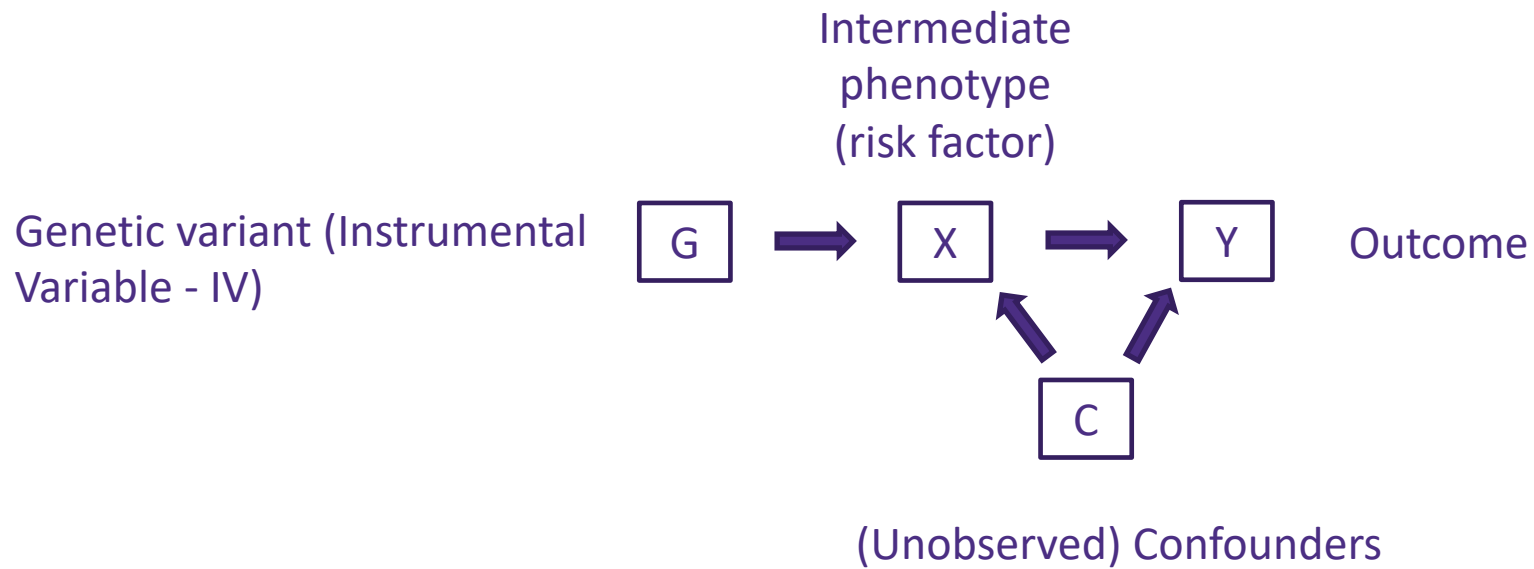 Intermediate
phenotype
(risk factor)
Genetic variant (Instrumental
Variable - IV)
G
X
Y
Outcome
C
(Unobserved) Confounders